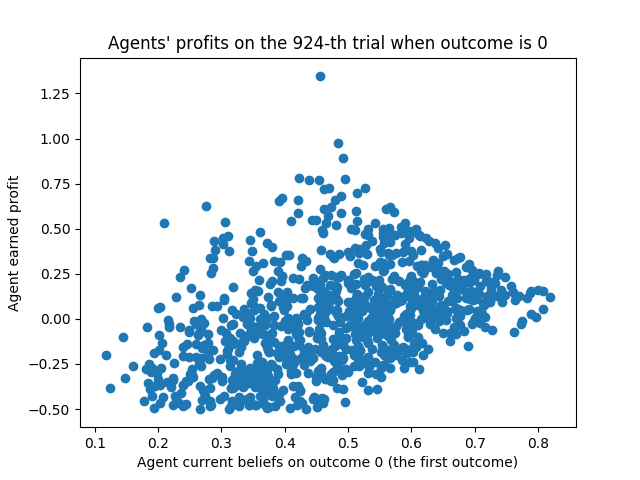 Agents' profits on the 924-th trial when outcome is 0
1.25
1.00
0.75
0.50
0.25
0.00
−0.25
−0.50
Agent earned profit
0.1 0.2 0.3 0.4 0.5 0.6 0.7 0.8
Agent current beliefs on outcome 0 (the first outcome)